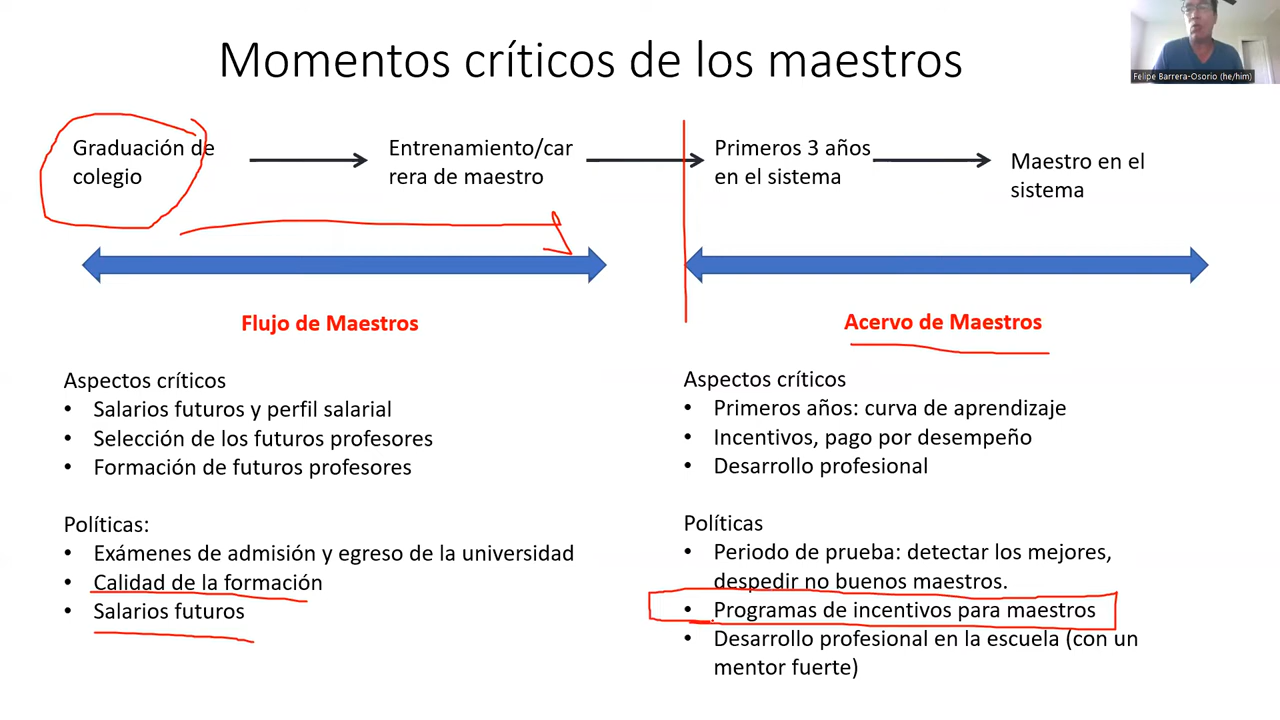 Momentos críticos de los maestros
Felipe Barrera-Osorio (he/him)
Graduación de
colegio
Entrenamiento/car
rera de maestro
Primeros 3 años
en el sistema
Maestro en el
sistema
Flujo de Maestros
Aspectos críticos
• Salarios futuros y perfil salarial
• Selección de los futuros profesores
• Formación de futuros profesores
Políticas:
• Exámenes de admisión y egreso de la universidad
• Calidad de la formación
• Salarios futuros
Acervo de Maestros
Aspectos críticos
• Primeros años: curva de aprendizaje
• Incentivos, pago por desempeño
• Desarrollo profesional
Políticas
• Periodo de prueba: detectar los mejores,
despedir no buenos maestros.
• Programas de incentivos para maestros
• Desarrollo profesional en la escuela (con un
mentor fuerte)